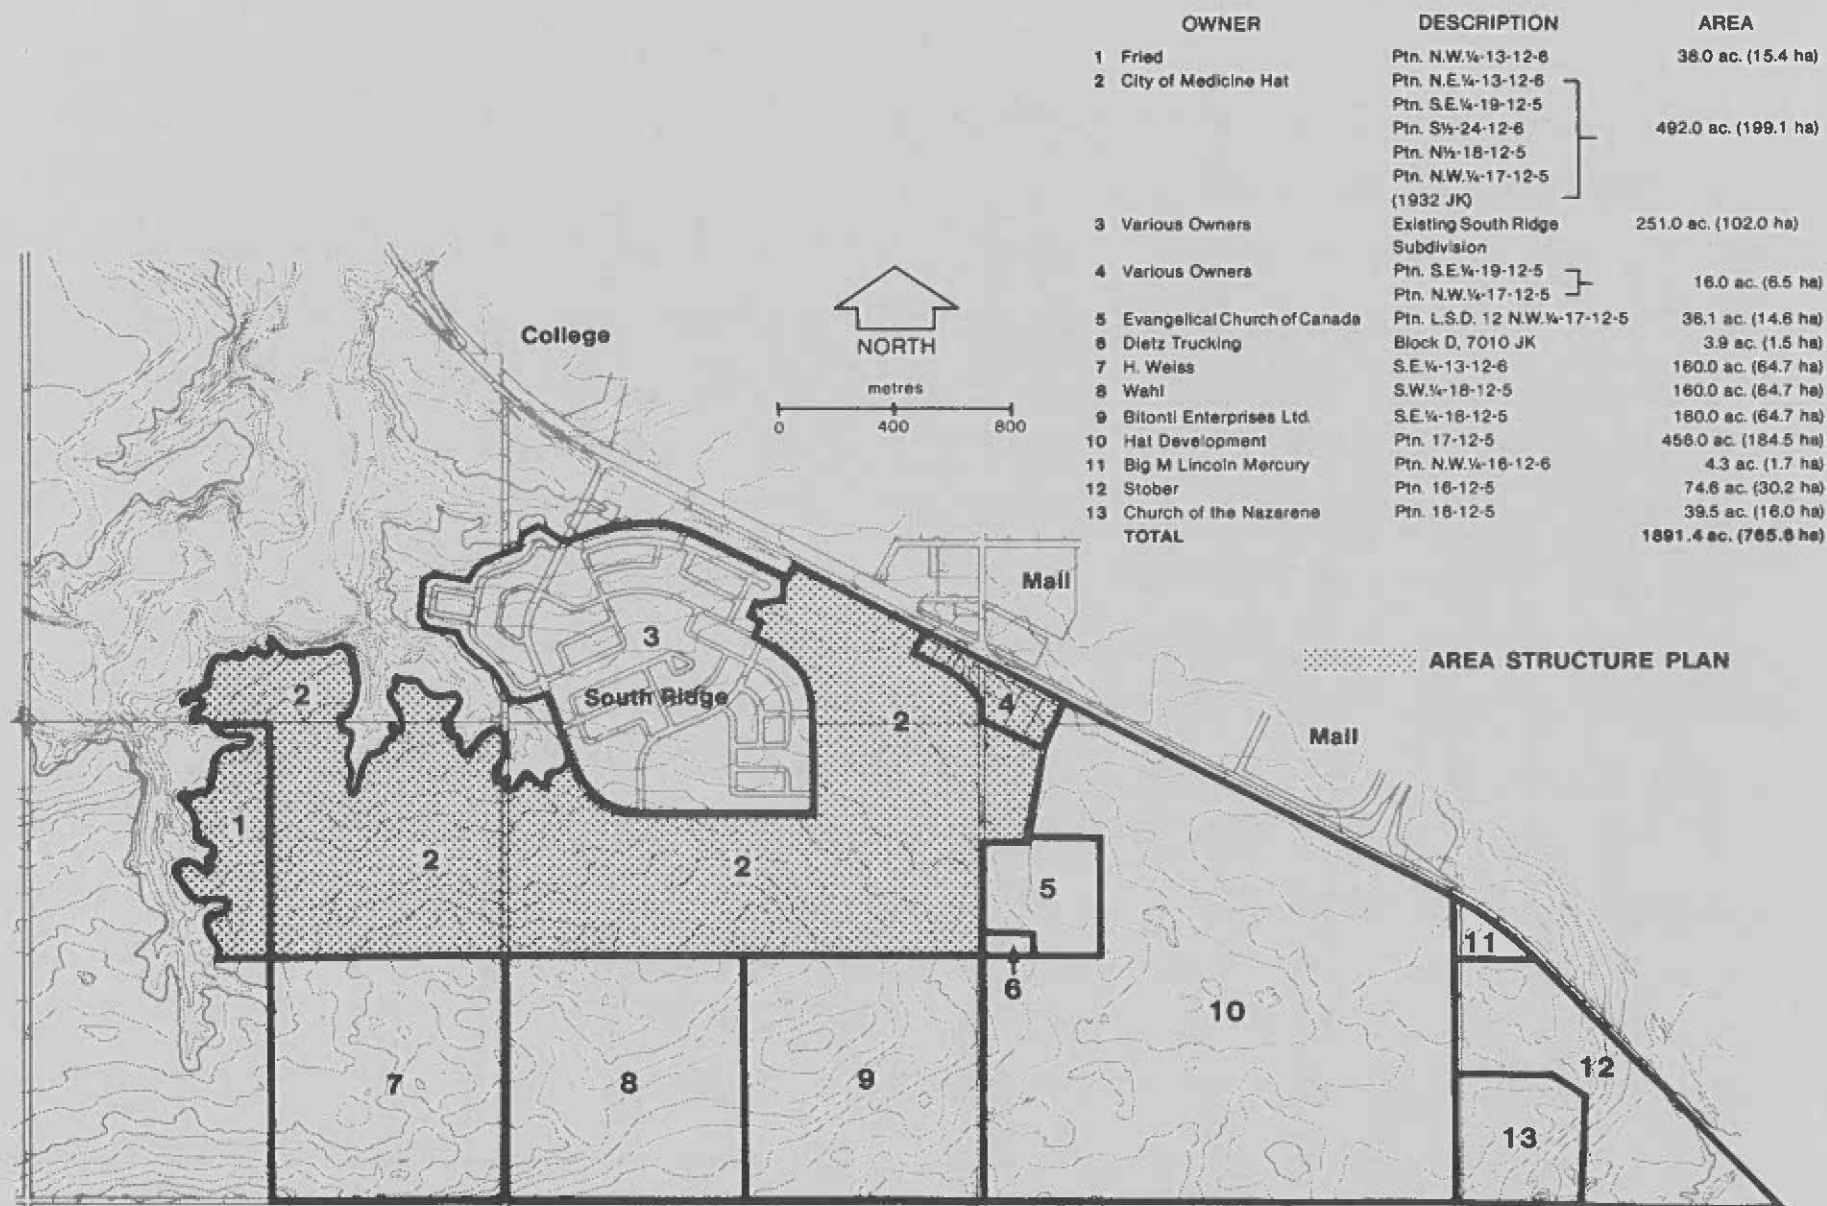 OWNER DESCRIPTION AREA
1 Fried Ptn. N.W.¼-13-12-6 38.0 ac. (15.4 ha)
2 City of Medicine Hat Ptn. N.E.¼-13-12-6
Ptn. S.E.¼-19-12-5
Ptn. S½-24-12-6 492.0 ac. (199.1 ha)
Ptn. N½-18-12-5
Ptn. N.W.¼-17-12-5
(1932 JK)
3 Various Owners Existing South Ridge 251.0 ac. (102.0 ha)
Subdivision
4 Various Owners Ptn. S.E.¼-19-12-5 16.0 ac. (6.5 ha)
Ptn. N.W.¼-17-12-5
5 Evangelical Church of Canada Ptn. L.S.D. 12 N.W.¼-17-12-5 36.1 ac. (14.6 ha)
6 Dietz Trucking Block D, 7010 JK 3.9 ac. (1.5 ha)
7 H. Weiss S.E.¼-13-12-6 160.0 ac. (64.7 ha)
8 Wahl S.W.¼-18-12-5 160.0 ac. (64.7 ha)
9 Bitonti Enterprises Ltd. S.E.¼-18-12-5 160.0 ac. (64.7 ha)
10 Hat Development Ptn. 17-12-5 456.0 ac. (184.5 ha)
11 Big M Lincoln Mercury Ptn. N.W.¼-16-12-6 4.3 ac. (1.7 ha)
12 Stober Ptn. 16-12-5 74.6 ac. (30.2 ha)
13 Church of the Nazarene Ptn. 16-12-5 39.5 ac. (16.0 ha)
TOTAL 1891.4 ac. (765.6 ha)
College
NORTH
metres
0 400 800
Mall
3
AREA STRUCTURE PLAN
2
South Ridge
4
2
Mall
1
2
2
5
11
6
10
12
7
8
9
13